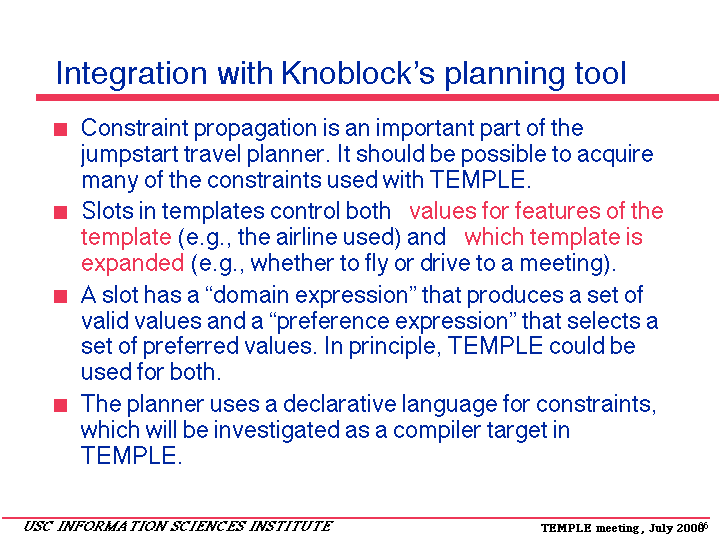 Integration with Knoblock's planning tool
Constraint propagation is an important part of the
jumpstart travel planner. It should be possible to acquire
many of the constraints used with TEMPLE.
Slots in templates control both values for features of the
template (e.g., the airline used) and which template is
expanded (e.g., whether to fly or drive to a meeting).
A slot has a “domain expression” that produces a set of
valid values and a “preference expression” that selects a
set of preferred values. In principle, TEMPLE could be
used for both.
The planner uses a declarative language for constraints,
which will be investigated as a compiler target in
TEMPLE.
USC INFORMATION SCIENCES INSTITUTE
TEMPLE meeting, July 2000